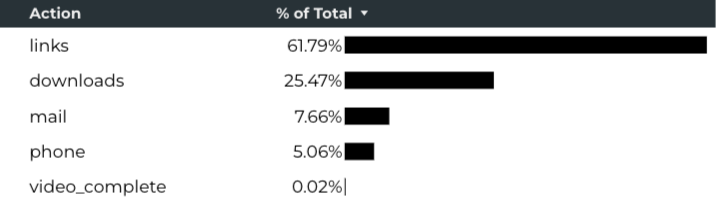 Action % of Total ▼
links 61.79%
downloads 25.47%
mail 7.66%
phone 5.06%
video_complete 0.02%